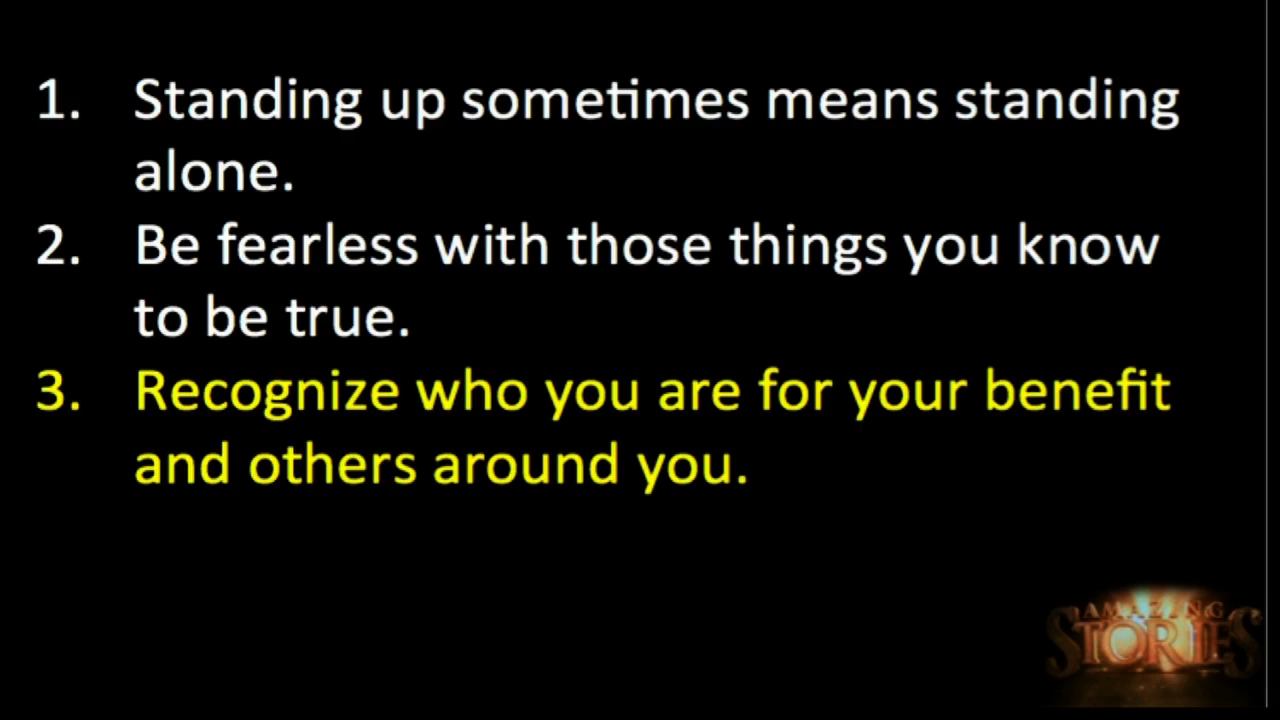 1. Standing up sometimes means standing
alone.
2. Be fearless with those things you know
to be true.
3. Recognize who you are for your benefit
and others around you.
AMAZING
STORIES